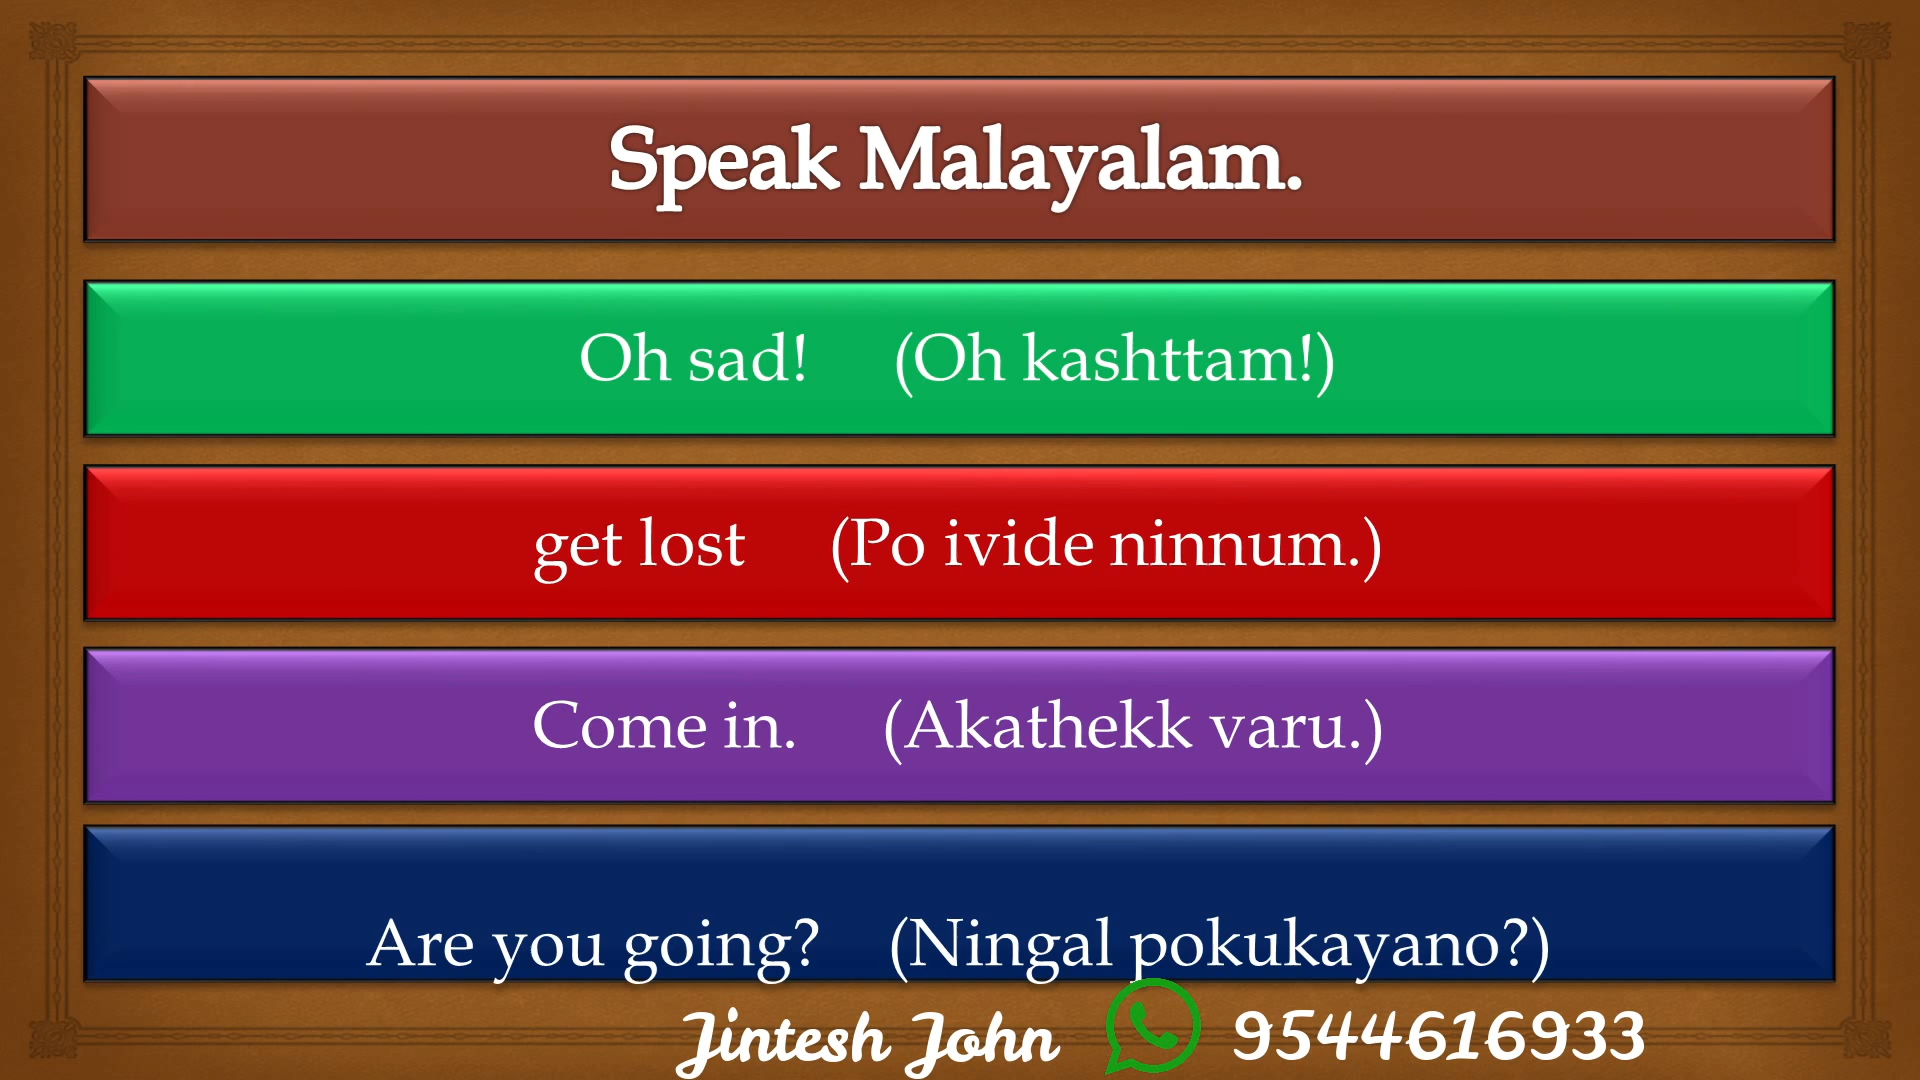 Speak Malayalam.
Oh sad! (Oh kashttam!)
get lost (Po ivide ninnum.)
Come in. (Akathekk varu.)
Are you going? (Ningal pokukayano?)
Jintesh John 9544616933